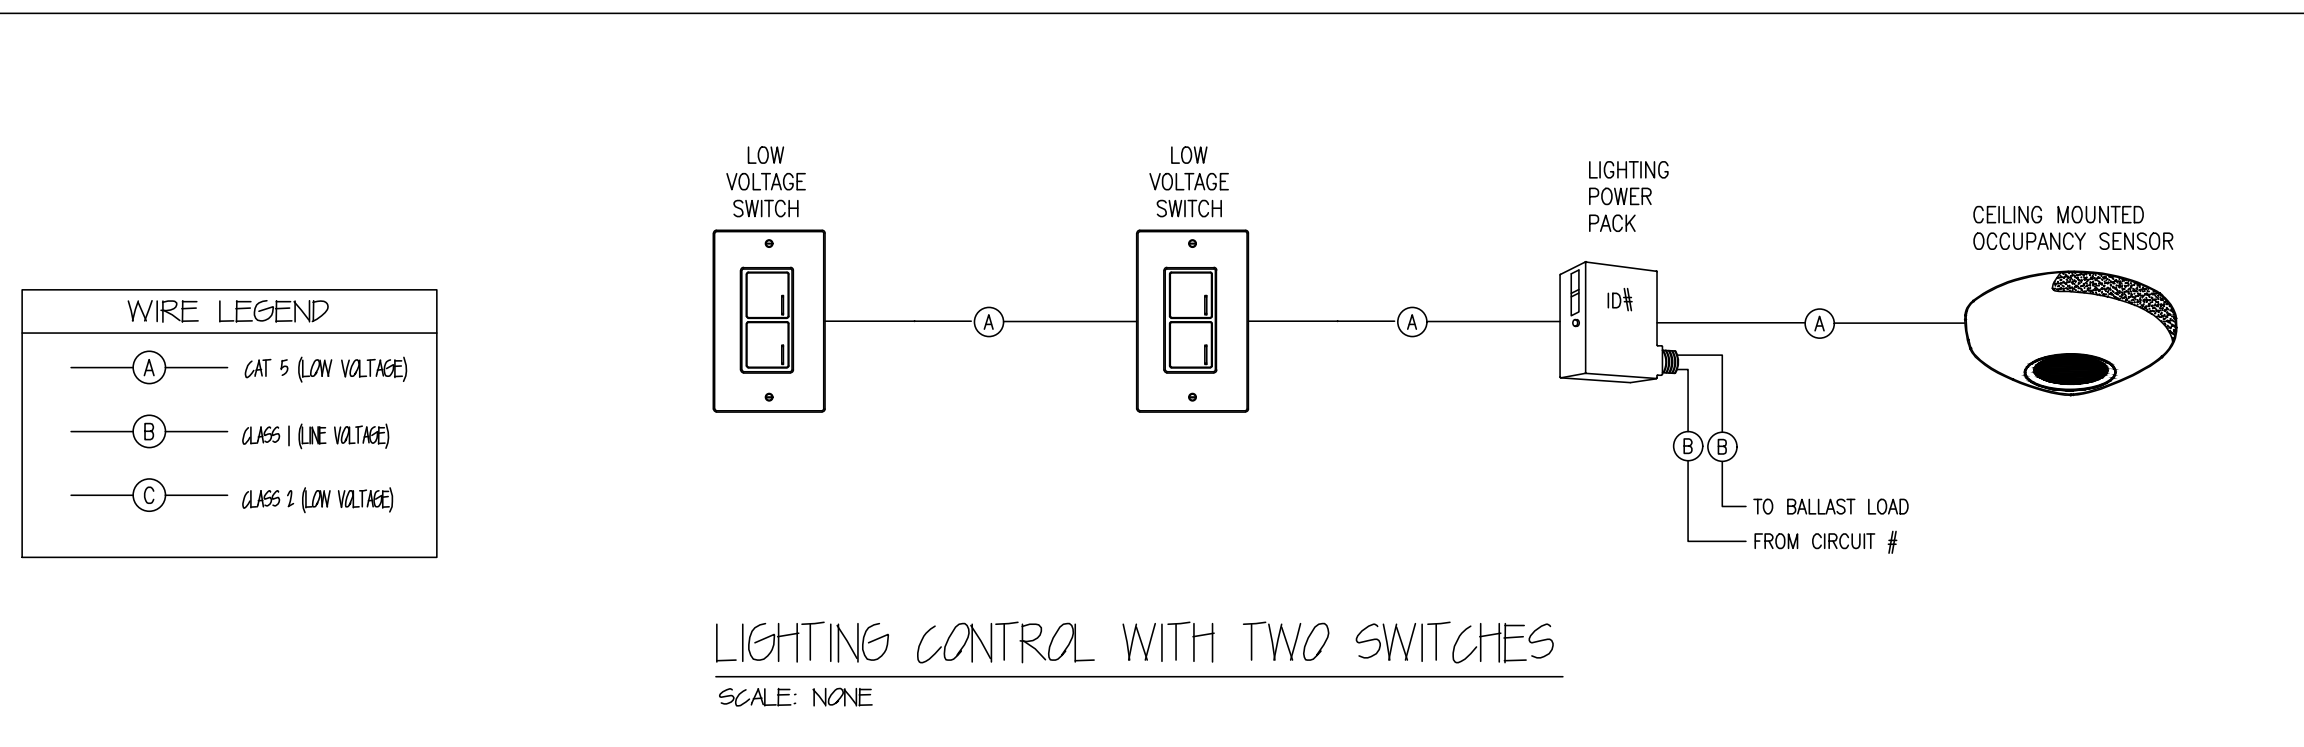 LOW
VOLTAGE
SWITCH
LOW
VOLTAGE
SWITCH
LIGHTING
POWER
PACK
CEILING MOUNTED
OCCUPANCY SENSOR
WIRE LEGEND
A CAT 5 (LOW VOLTAGE)
B CLASS 1 (LINE VOLTAGE)
C CLASS 2 (LOW VOLTAGE)
ID#
A
A
A
B B
TO BALLAST LOAD
FROM CIRCUIT #
LIGHTING CONTROL WITH TWO SWITCHES
SCALE: NONE